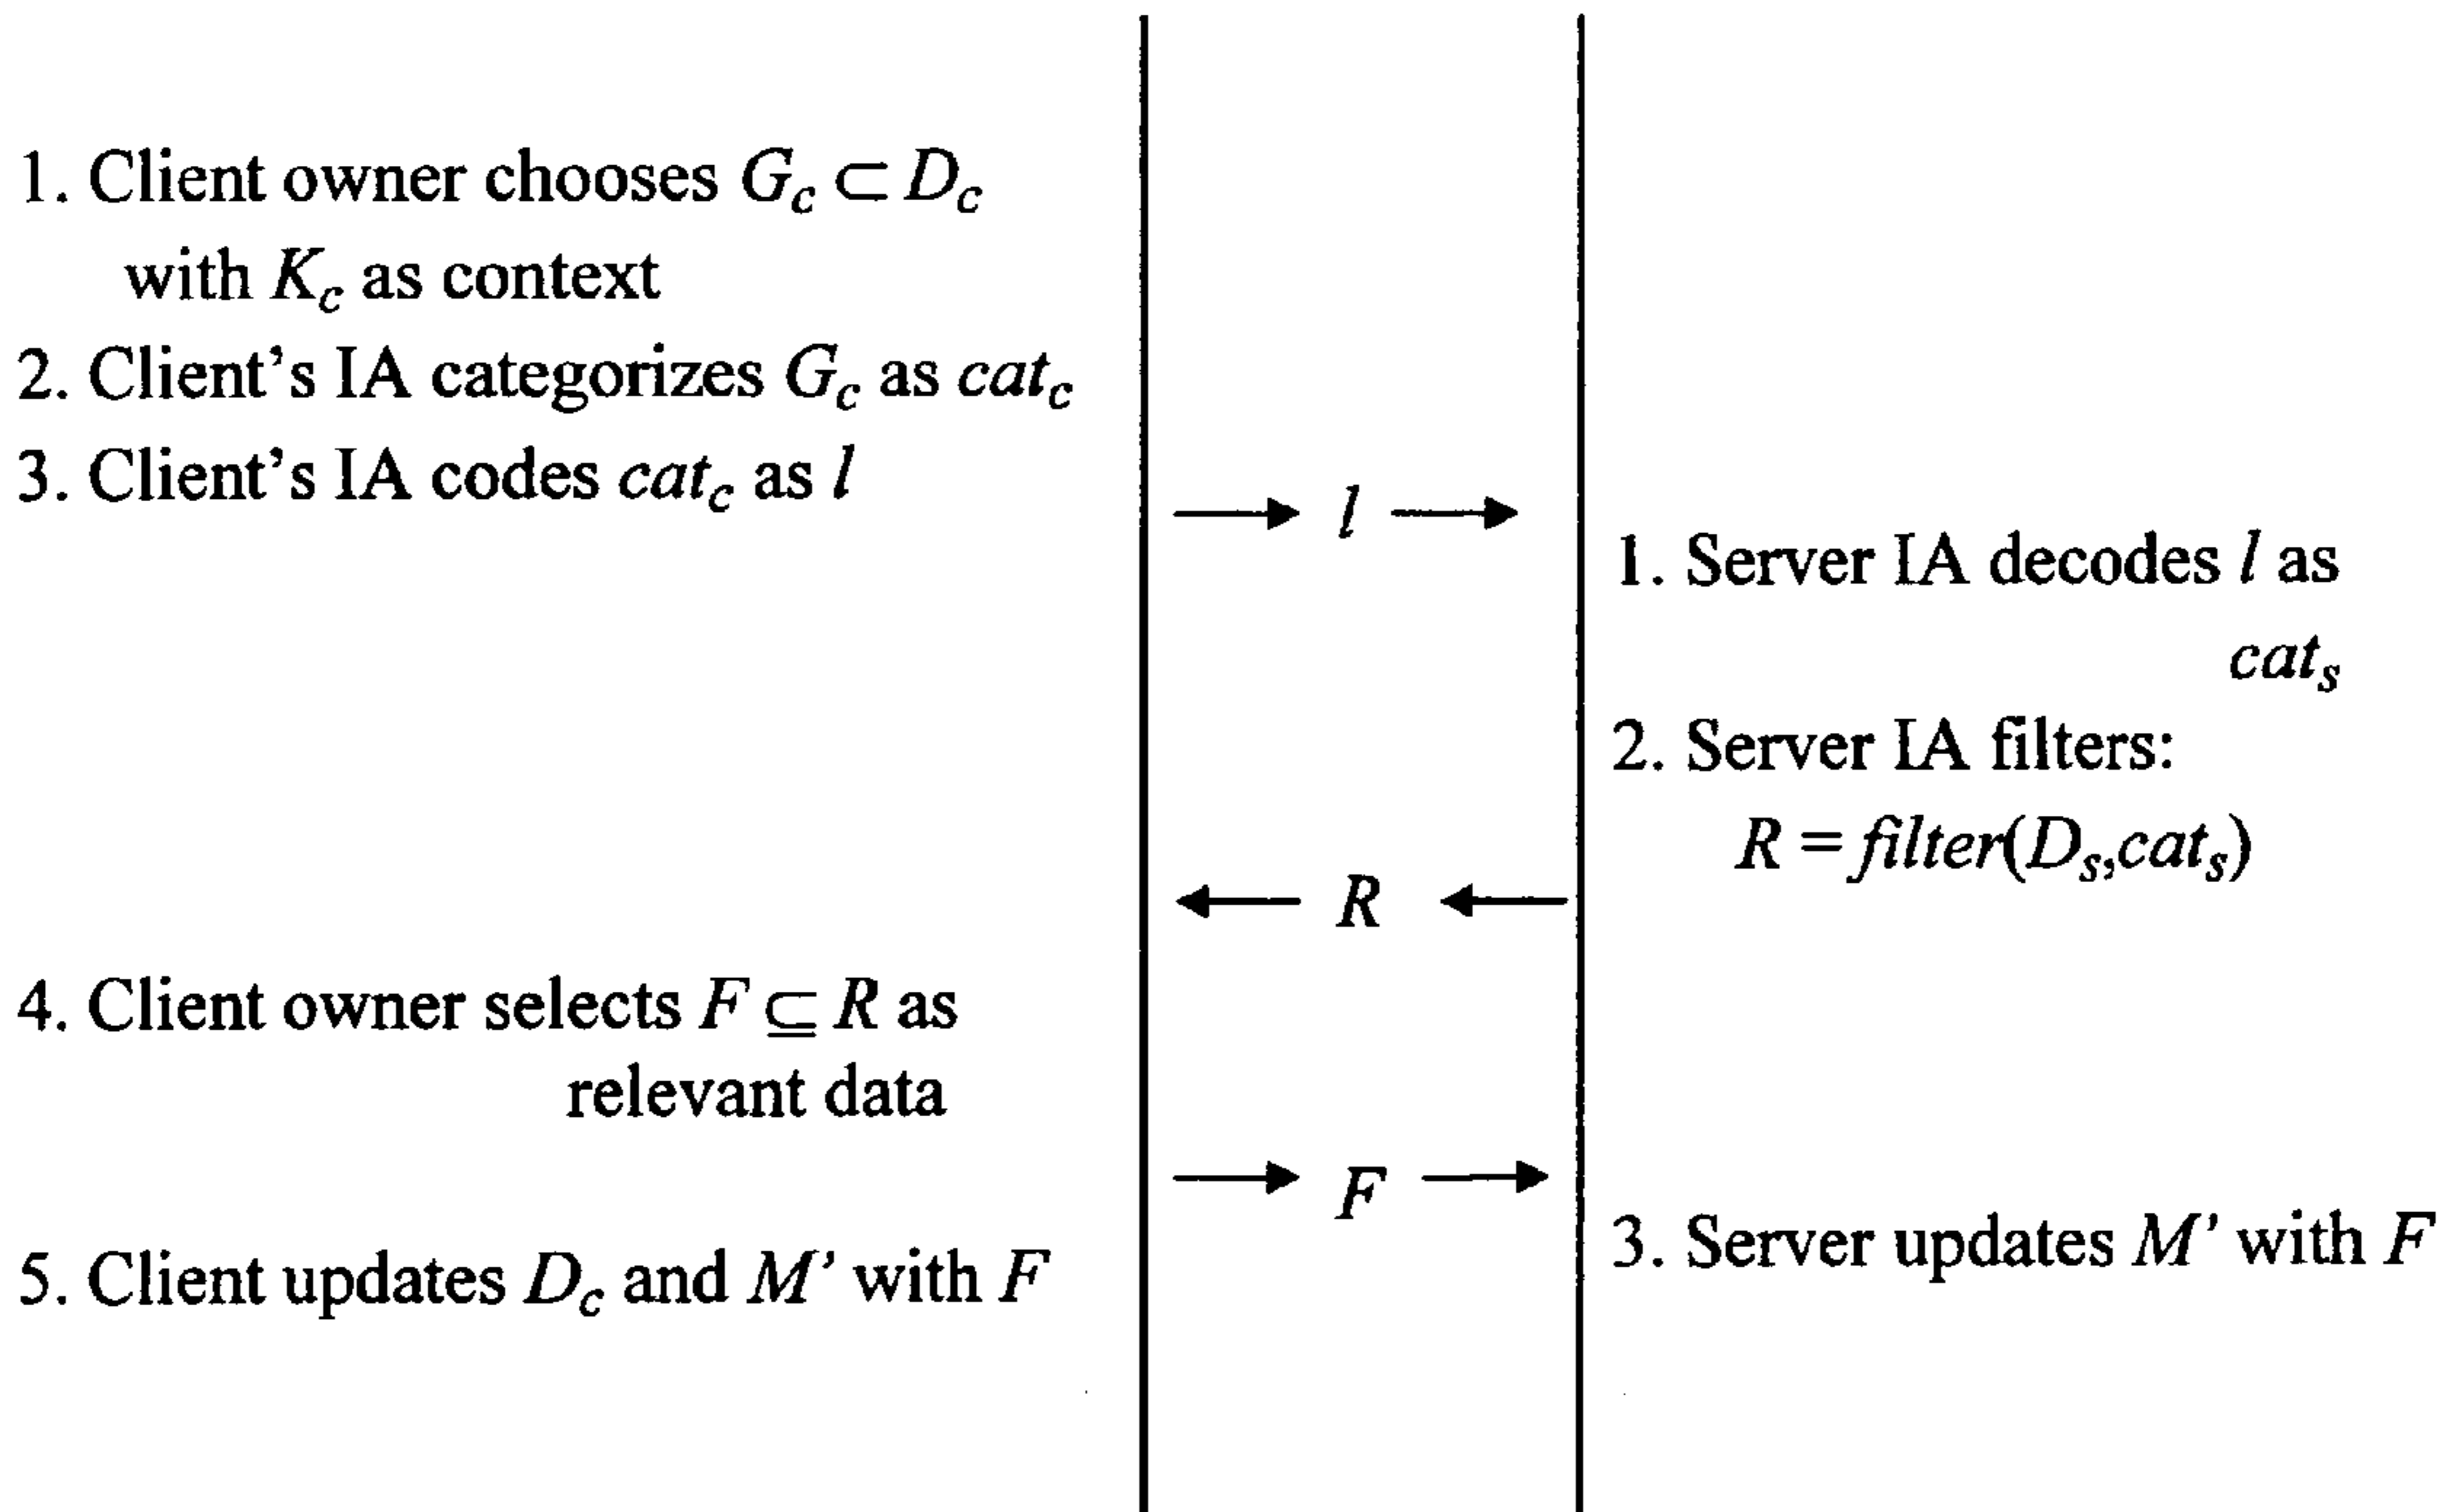 1. Client owner chooses G_c ⊂ D_c
with K_c as context
2. Client's IA categorizes G_c as cat_c
3. Client's IA codes cat_c as l
→ l →
1. Server IA decodes l as
cat_s
2. Server IA filters:
R = filter(D_s,cat_s)
← R ←
4. Client owner selects F ⊆ R as
relevant data
→ F →
5. Client updates D_c and M' with F
3. Server updates M' with F